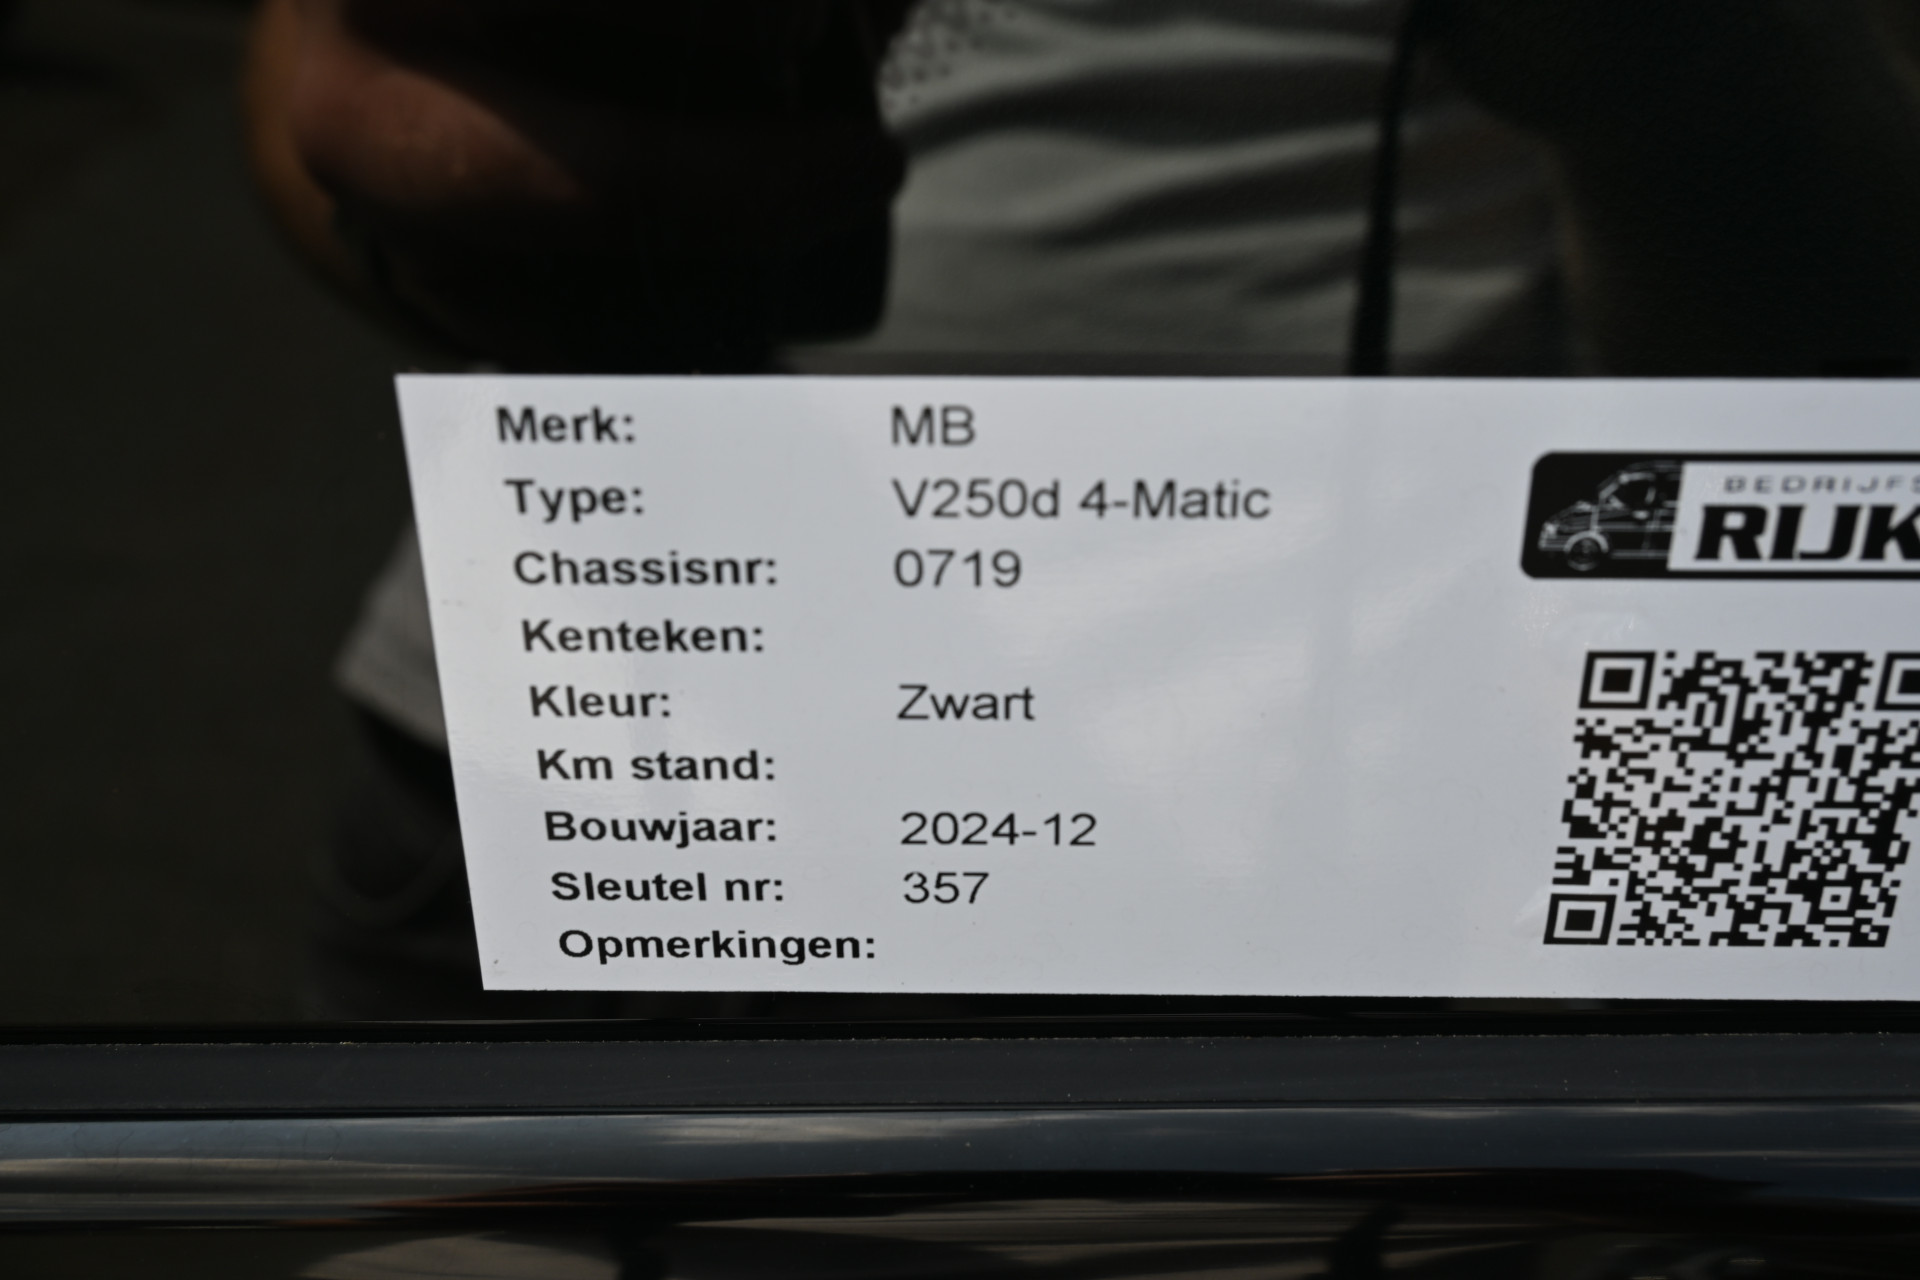 Merk: MB
Type: V250d 4-Matic
Chassisnr: 0719
Kenteken:
Kleur: Zwart
Km stand:
Bouwjaar: 2024-12
Sleutel nr: 357
Opmerkingen:
BEDRIJFS
RIJK